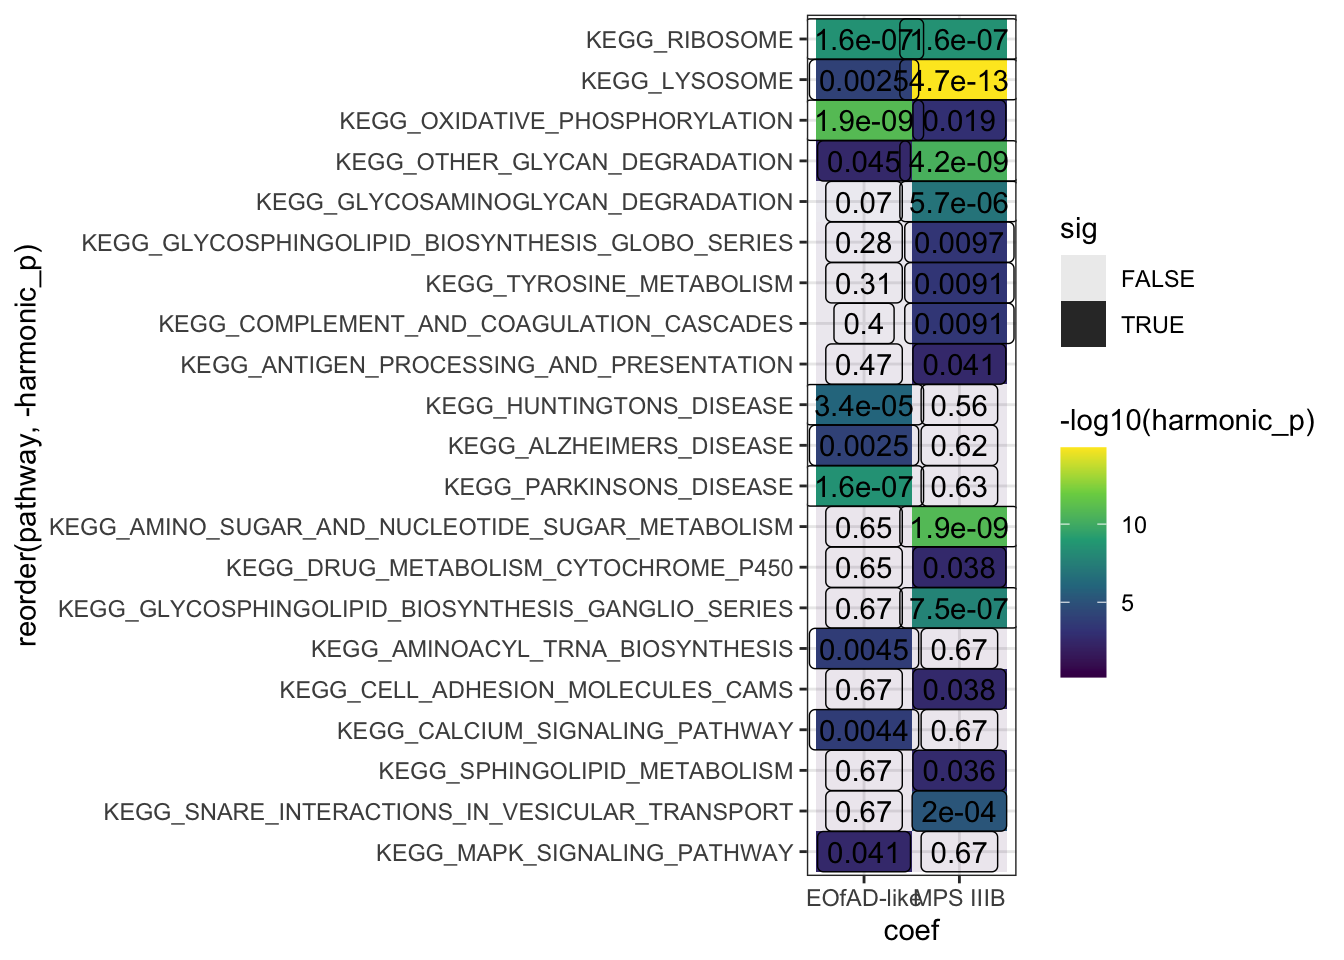 reorder(pathway, -harmonic_p)
KEGG_RIBOSOME 1.6e-07 1.6e-07
KEGG_LYSOSOME 0.0025 4.7e-13
KEGG_OXIDATIVE_PHOSPHORYLATION 1.9e-09 0.019
KEGG_OTHER_GLYCAN_DEGRADATION 0.045 4.2e-09
KEGG_GLYCOSAMINOGLYCAN_DEGRADATION 0.07 5.7e-06
KEGG_GLYCOSPHINGOLIPID_BIOSYNTHESIS_GLOBO_SERIES 0.28 0.0097
KEGG_TYROSINE_METABOLISM 0.31 0.0091
KEGG_COMPLEMENT_AND_COAGULATION_CASCADES 0.4 0.0091
KEGG_ANTIGEN_PROCESSING_AND_PRESENTATION 0.47 0.041
KEGG_HUNTINGTONS_DISEASE 3.4e-05 0.56
KEGG_ALZHEIMERS_DISEASE 0.0025 0.62
KEGG_PARKINSONS_DISEASE 1.6e-07 0.63
KEGG_AMINO_SUGAR_AND_NUCLEOTIDE_SUGAR_METABOLISM 0.65 1.9e-09
KEGG_DRUG_METABOLISM_CYTOCHROME_P450 0.65 0.038
KEGG_GLYCOSPHINGOLIPID_BIOSYNTHESIS_GANGLIO_SERIES 0.67 7.5e-07
KEGG_AMINOACYL_TRNA_BIOSYNTHESIS 0.0045 0.67
KEGG_CELL_ADHESION_MOLECULES_CAMS 0.67 0.038
KEGG_CALCIUM_SIGNALING_PATHWAY 0.0044 0.67
KEGG_SPHINGOLIPID_METABOLISM 0.67 0.036
KEGG_SNARE_INTERACTIONS_IN_VESICULAR_TRANSPORT 0.67 2e-04
KEGG_MAPK_SIGNALING_PATHWAY 0.041 0.67
EOfAD-like MPS IIIB
coef
sig
FALSE
TRUE
-log10(harmonic_p)
10
5